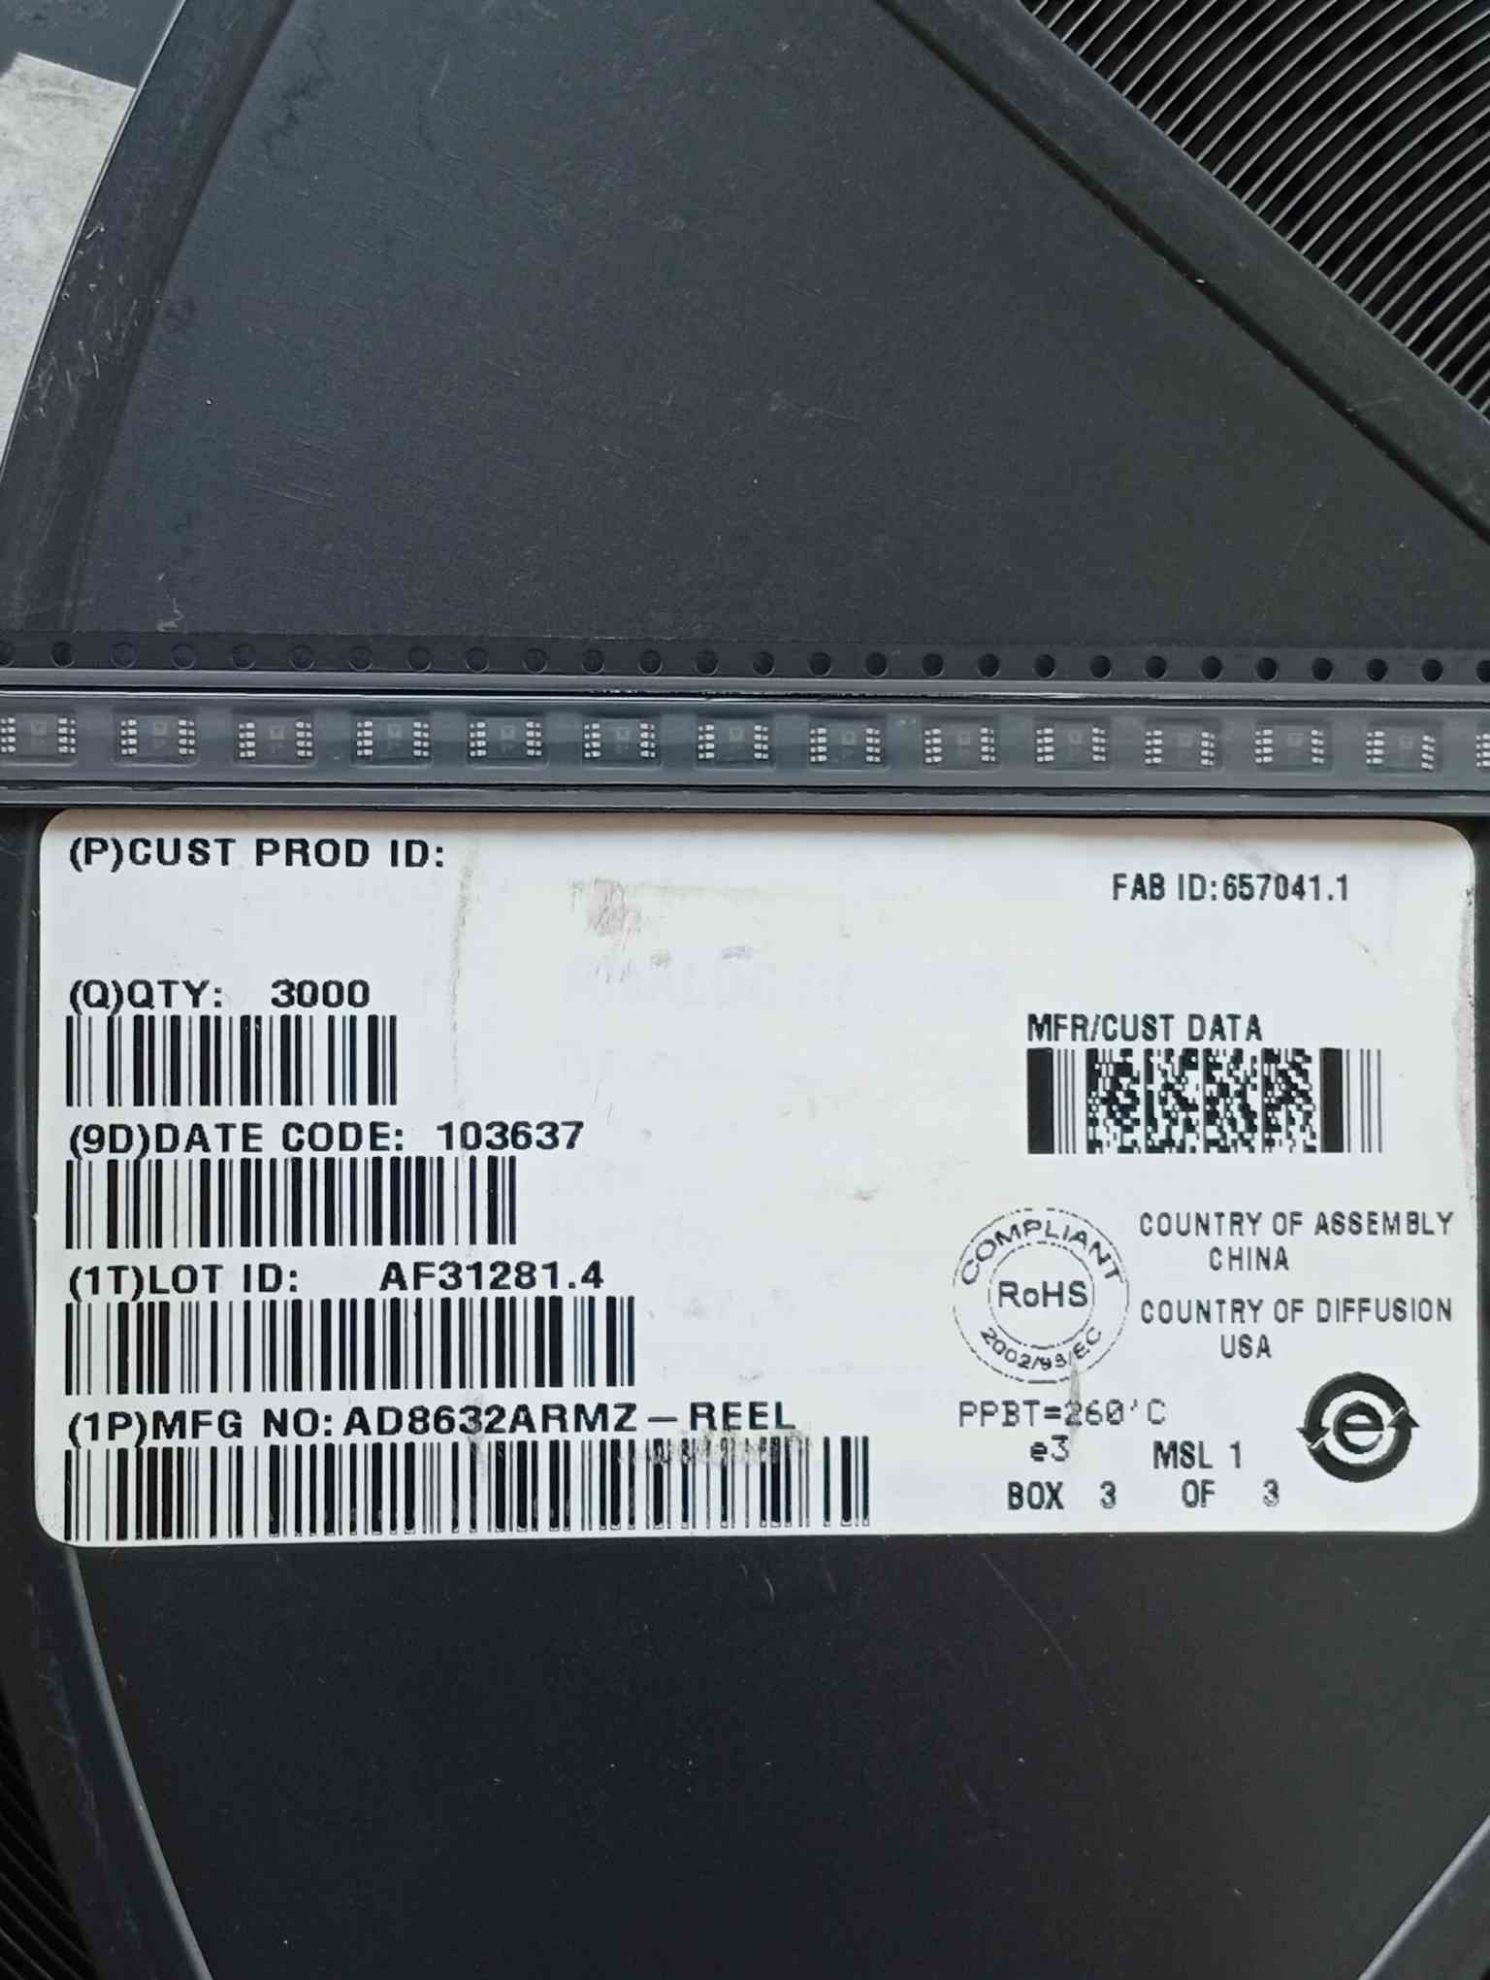 (P)CUST PROD ID:
FAB ID:657041.1
(Q)QTY: 3000
MFR/CUST DATA
(9D)DATE CODE: 103637
COMPLIANT
RoHS
2002/95/EC
COUNTRY OF ASSEMBLY
CHINA
COUNTRY OF DIFFUSION
USA
(1T)LOT ID: AF31281.4
(1P)MFG NO: AD8632ARMZ-REEL
PPBT=260'C
e3 MSL 1
e
BOX 3 OF 3